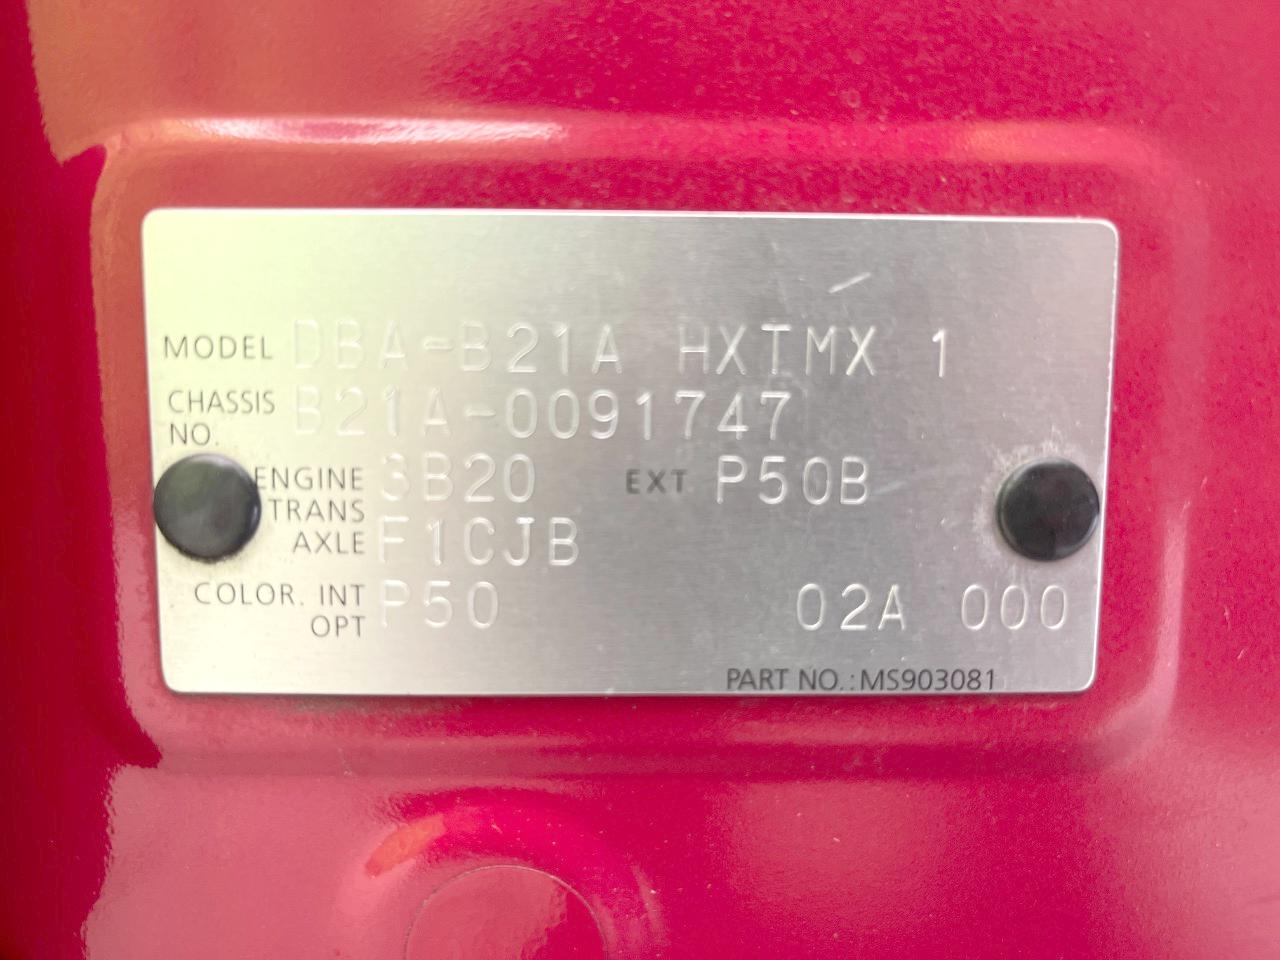 MODEL DBA-B21A HXTMX 1
CHASSIS NO. B21A-0091747
ENGINE 3B20 EXT P50B
TRANS AXLE F1CJB
COLOR. INT OPT P50 02A 000
PART NO.:MS903081